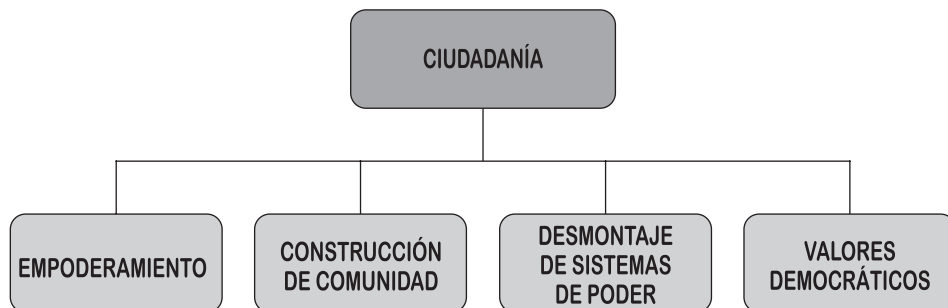 CIUDADANÍA
EMPODERAMIENTO
CONSTRUCCIÓN
DE COMUNIDAD
DESMONTAJE
DE SISTEMAS
DE PODER
VALORES
DEMOCRÁTICOS